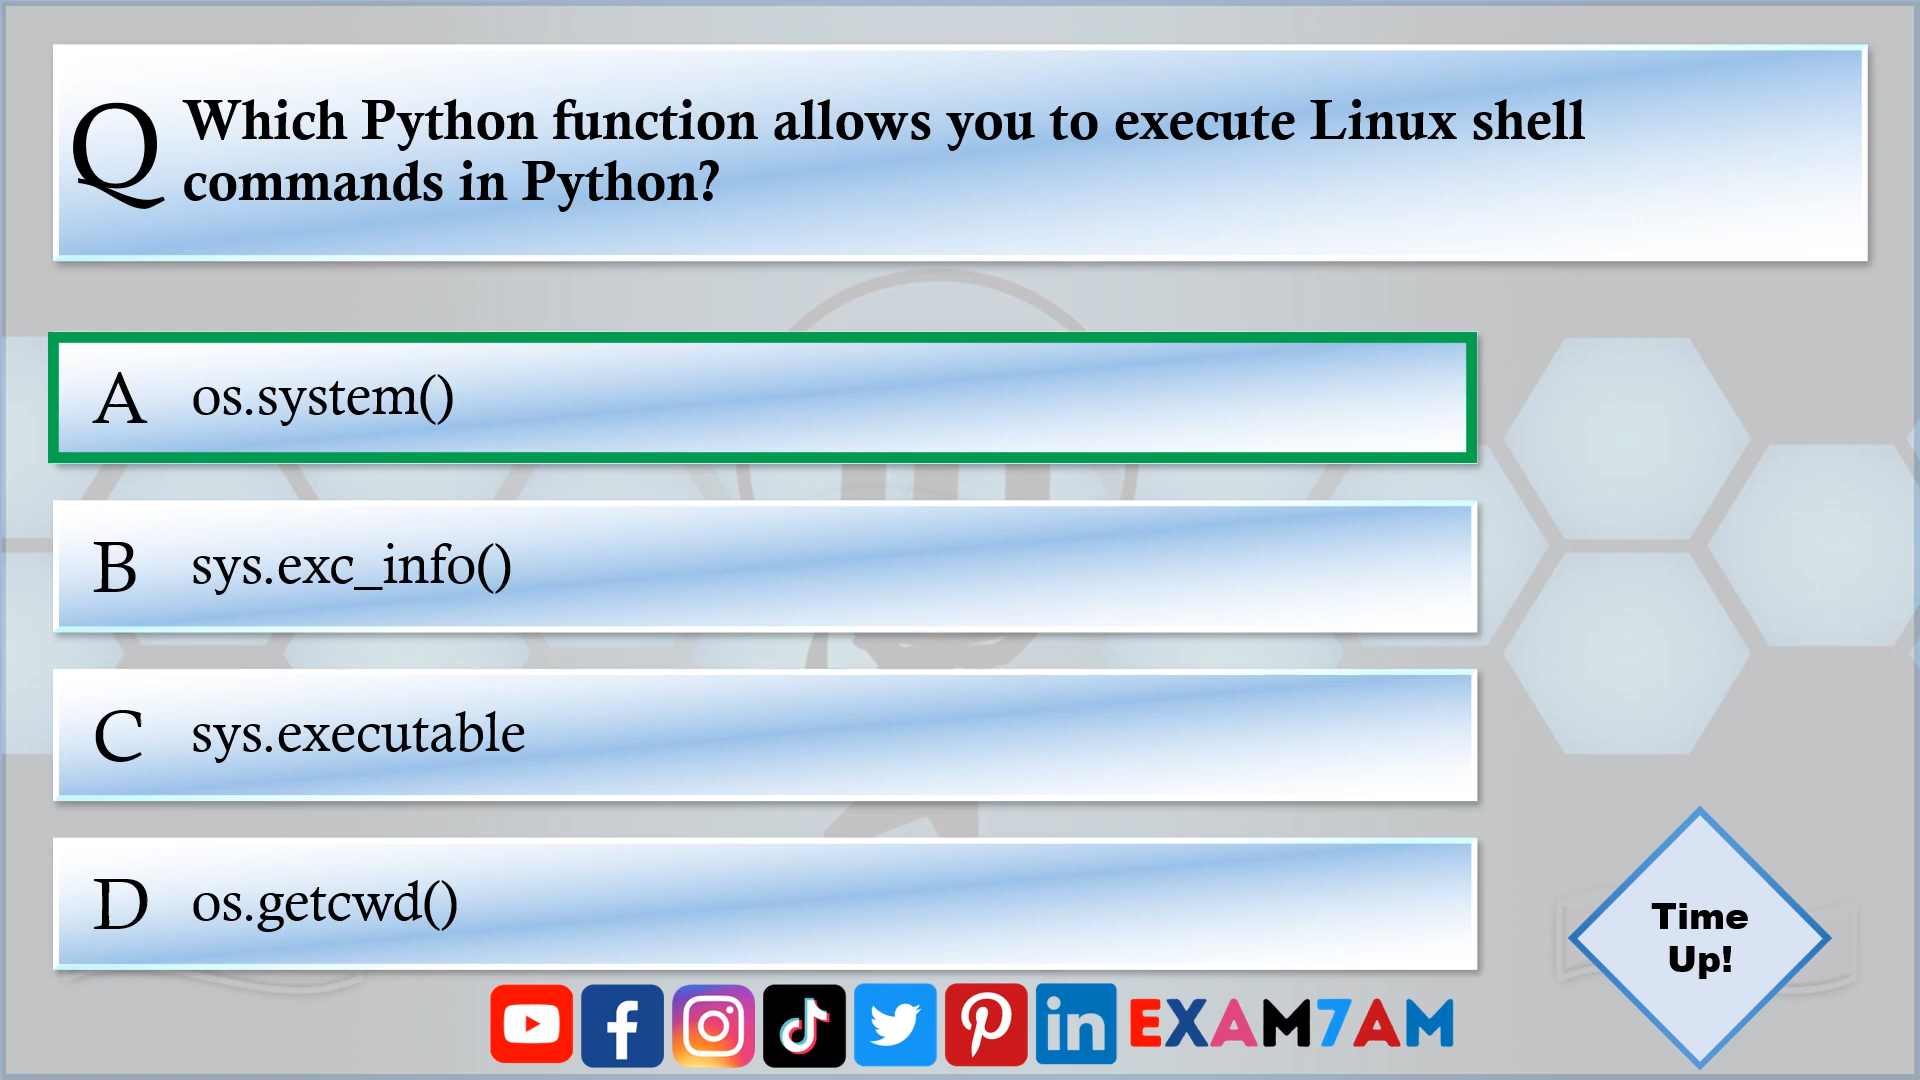 Q Which Python function allows you to execute Linux shell
commands in Python?
A os.system()
B sys.exc_info()
C sys.executable
D os.getcwd()
Time
Up!
EXAM7AM